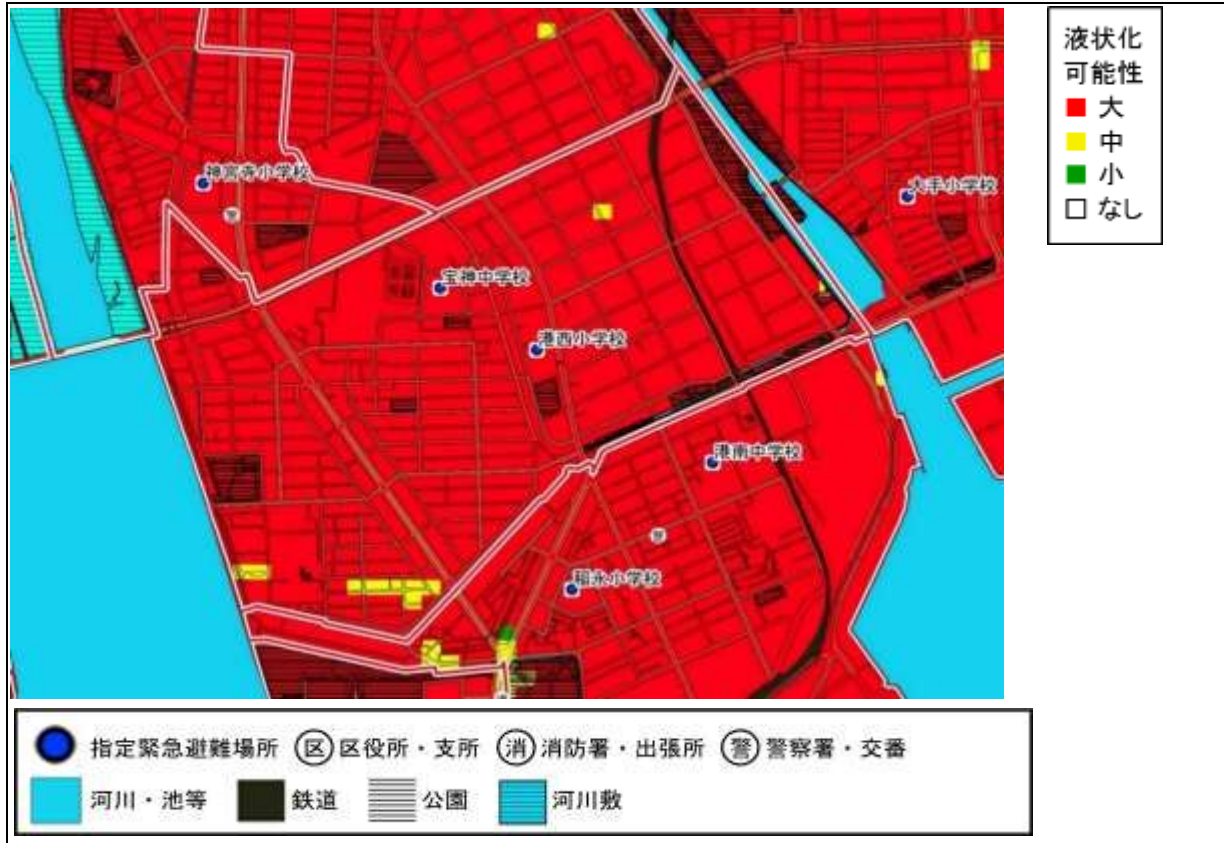 液状化
可能性
大
中
小
なし
神宮寺小学校
大手小学校
宝神中学校
港西小学校
港南中学校
稲永小学校
指定緊急避難場所 区 区役所・支所 消 消防署・出張所 警 警察署・交番
河川・池等 鉄道 公園 河川敷